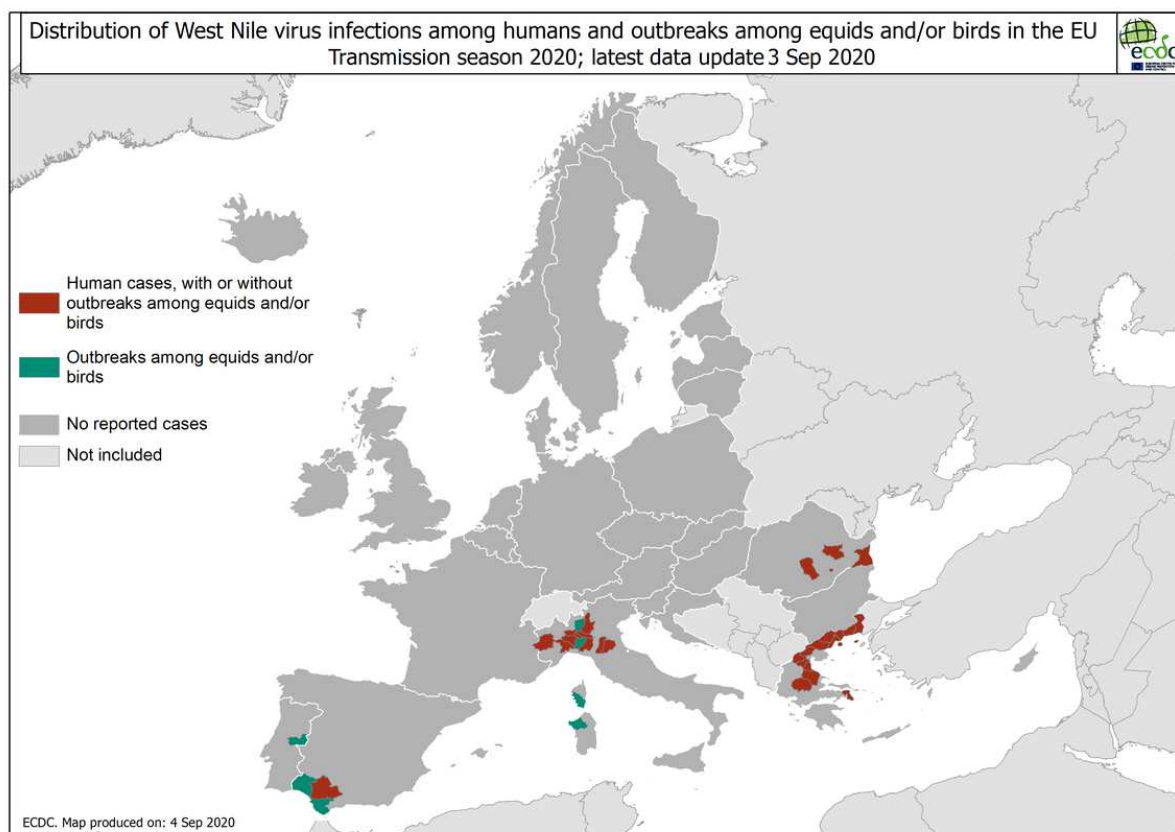 Distribution of West Nile virus infections among humans and outbreaks among equids and/or birds in the EU
Transmission season 2020; latest data update 3 Sep 2020
ecdc
Human cases, with or without
outbreaks among equids and/or
birds
Outbreaks among equids and/or
birds
No reported cases
Not included
ECDC. Map produced on: 4 Sep 2020